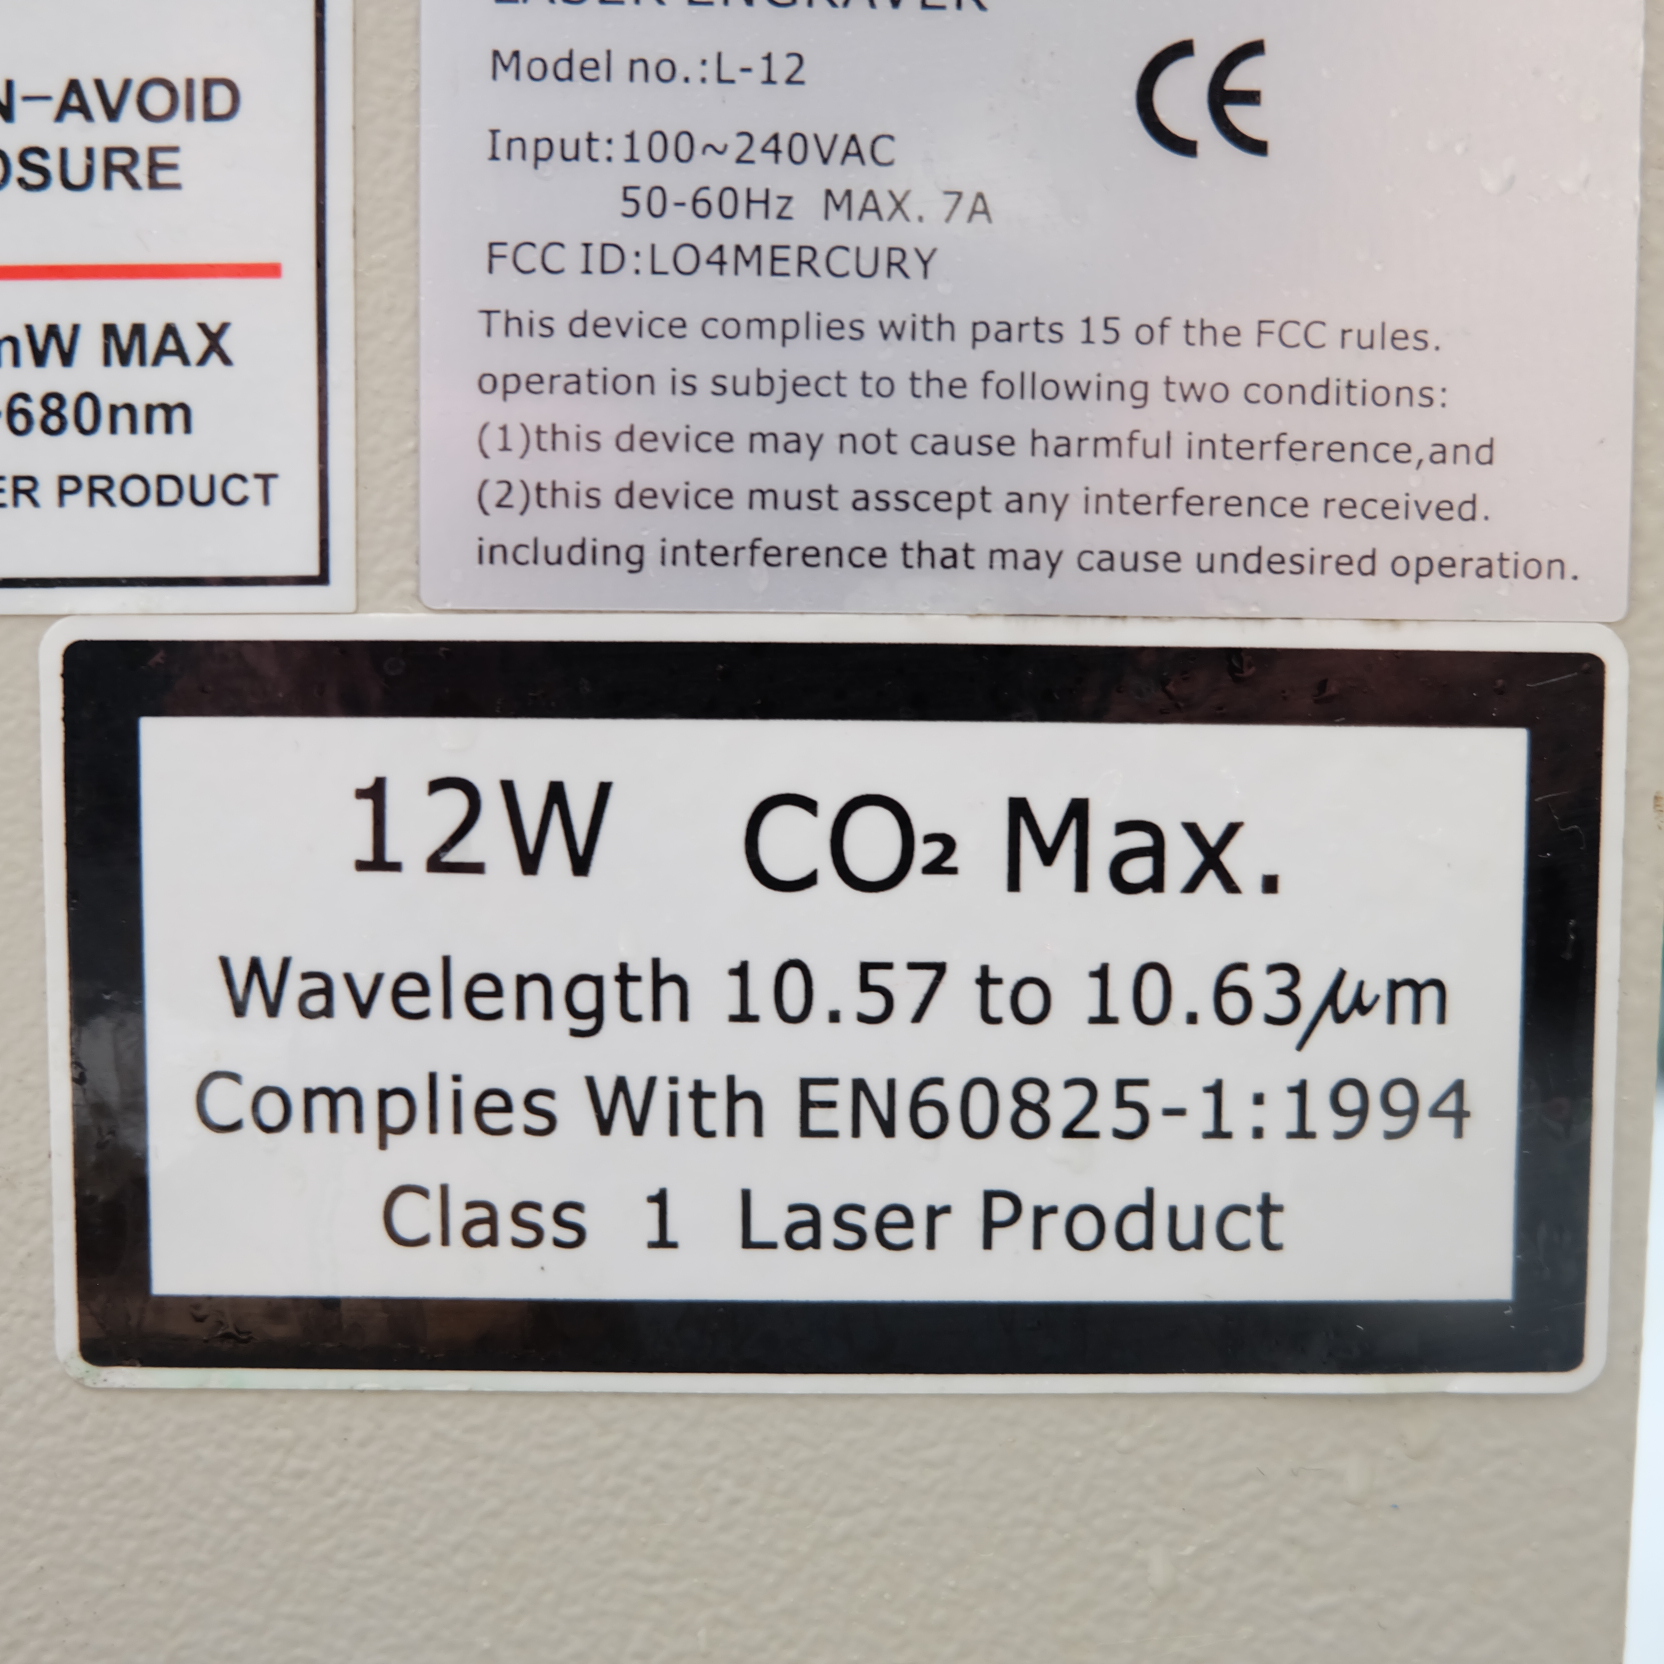 N-AVOID
OSURE
mW MAX
680nm
ER PRODUCT
LASER ENGRAVER
Model no.:L-12
CE
Input:100~240VAC
50-60Hz MAX. 7A
FCC ID:LO4MERCURY
This device complies with parts 15 of the FCC rules.
operation is subject to the following two conditions:
(1)this device may not cause harmful interference,and
(2)this device must asscept any interference received.
including interference that may cause undesired operation.
12W CO₂ Max.
Wavelength 10.57 to 10.63μm
Complies With EN60825-1:1994
Class 1 Laser Product